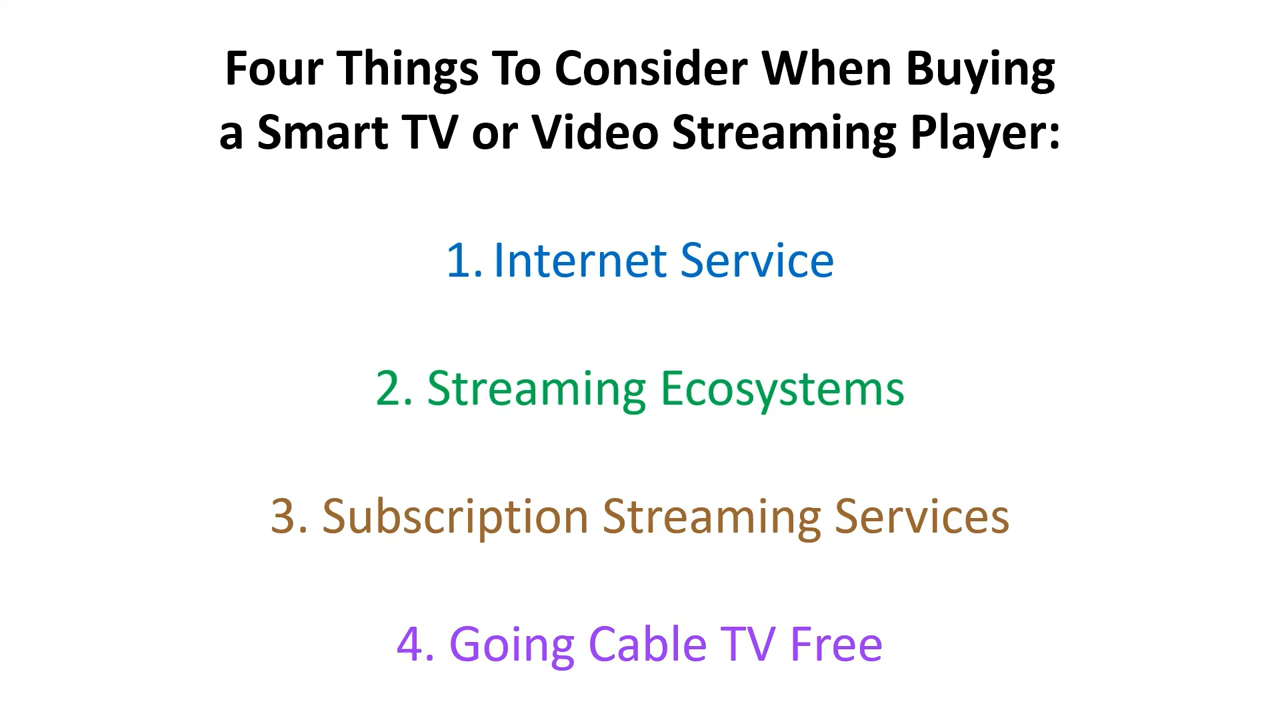 Four Things To Consider When Buying
a Smart TV or Video Streaming Player:
1. Internet Service
2. Streaming Ecosystems
3. Subscription Streaming Services
4. Going Cable TV Free